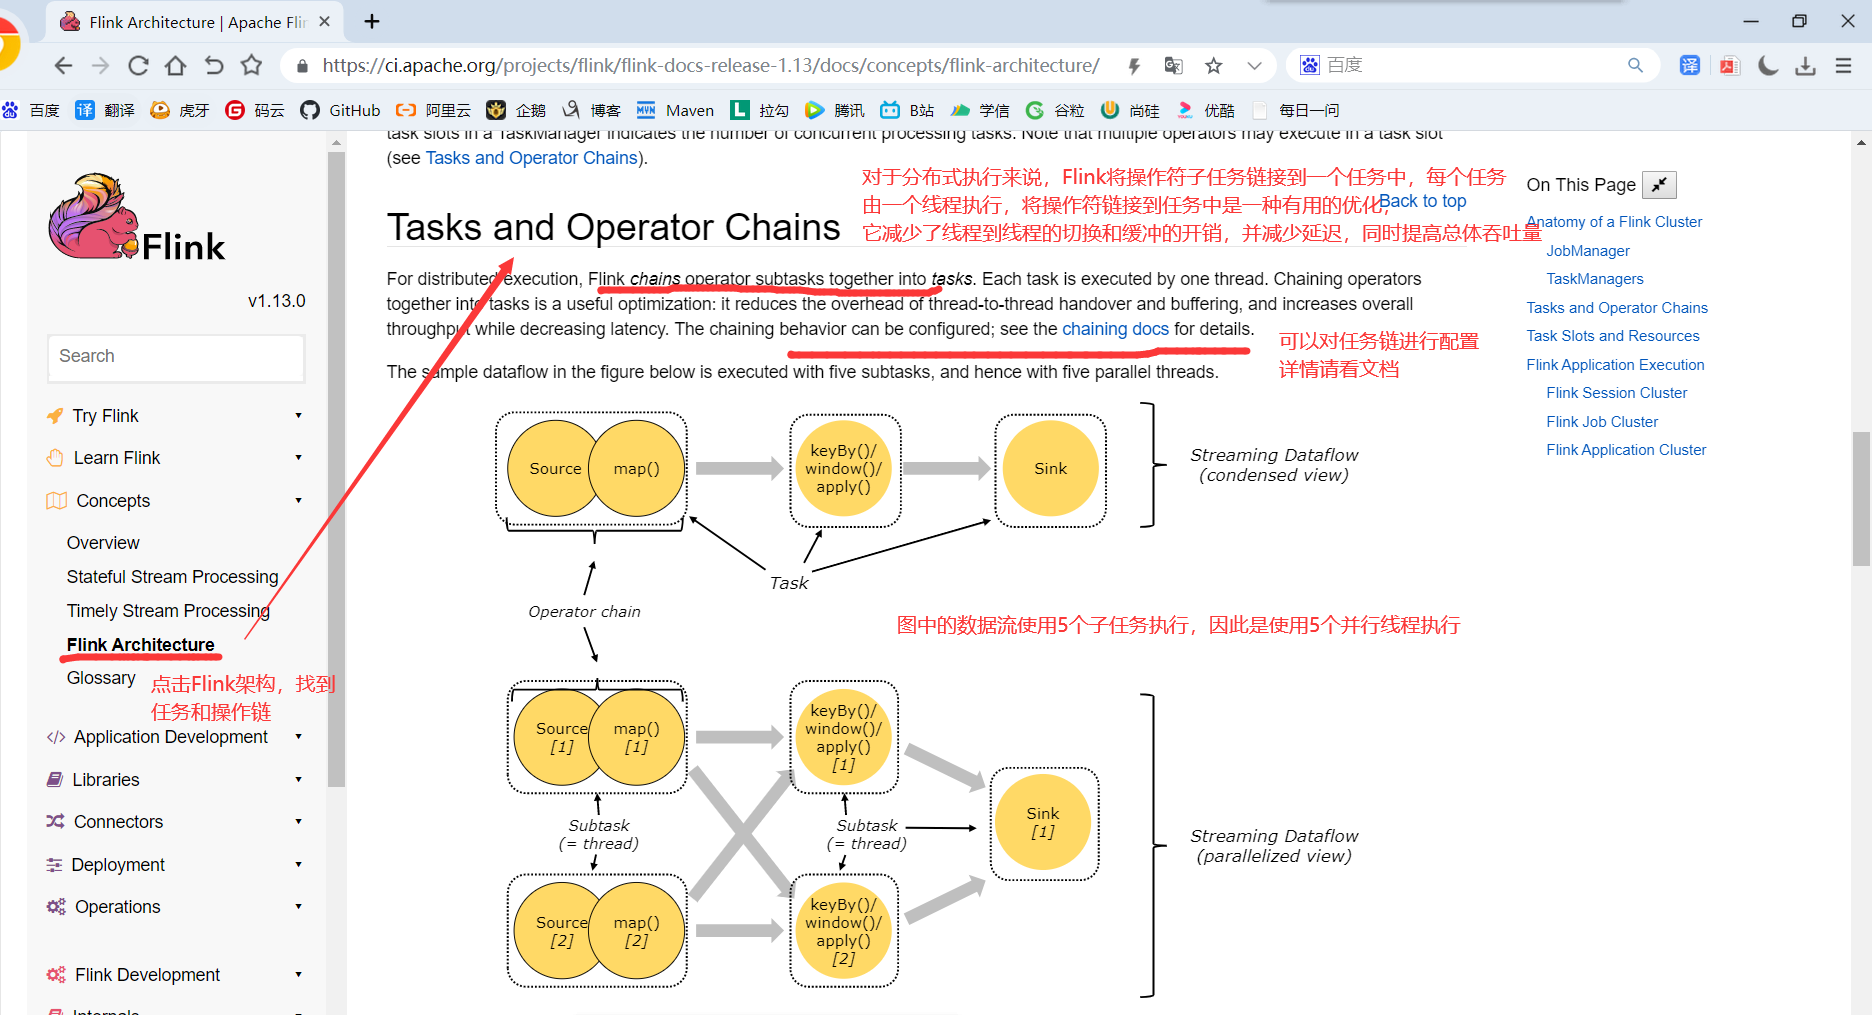 Flink Architecture | Apache Flin
https://ci.apache.org/projects/flink/flink-docs-release-1.13/docs/concepts/flink-architecture/
百度
百度 翻译 虎牙 码云 GitHub 阿里云 企鹅 博客 Maven 拉勾 腾讯 B站 学信 谷粒 尚硅 优酷 每日一问
Flink
v1.13.0
Search
Try Flink
Learn Flink
Concepts
Overview
Stateful Stream Processing
Timely Stream Processing
Flink Architecture
Glossary
点击Flink架构，找到
任务和操作链
Application Development
Libraries
Connectors
Deployment
Operations
Flink Development
Internals
task slots in a TaskManager indicates the number of concurrent processing tasks. Note that multiple operators may execute in a task slot
(see Tasks and Operator Chains).
对于分布式执行来说，Flink将操作符子任务链接到一个任务中，每个任务
由一个线程执行，将操作符链接到任务中是一种有用的优化，
它减少了线程到线程的切换和缓冲的开销，并减少延迟，同时提高总体吞吐量
Back to top
Tasks and Operator Chains
For distributed execution, Flink chains operator subtasks together into tasks. Each task is executed by one thread. Chaining operators
together into tasks is a useful optimization: it reduces the overhead of thread-to-thread handover and buffering, and increases overall
throughput while decreasing latency. The chaining behavior can be configured; see the chaining docs for details.
可以对任务链进行配置
详情请看文档
The sample dataflow in the figure below is executed with five subtasks, and hence with five parallel threads.
Source
map()
keyBy()/
window()/
apply()
Sink
Streaming Dataflow
(condensed view)
Task
Operator chain
图中的数据流使用5个子任务执行，因此是使用5个并行线程执行
Source
[1]
map()
[1]
keyBy()/
window()/
apply()
[1]
Subtask
(= thread)
Subtask
(= thread)
Sink
[1]
Streaming Dataflow
(parallelized view)
Source
[2]
map()
[2]
keyBy()/
window()/
apply()
[2]
On This Page
Anatomy of a Flink Cluster
JobManager
TaskManagers
Tasks and Operator Chains
Task Slots and Resources
Flink Application Execution
Flink Session Cluster
Flink Job Cluster
Flink Application Cluster